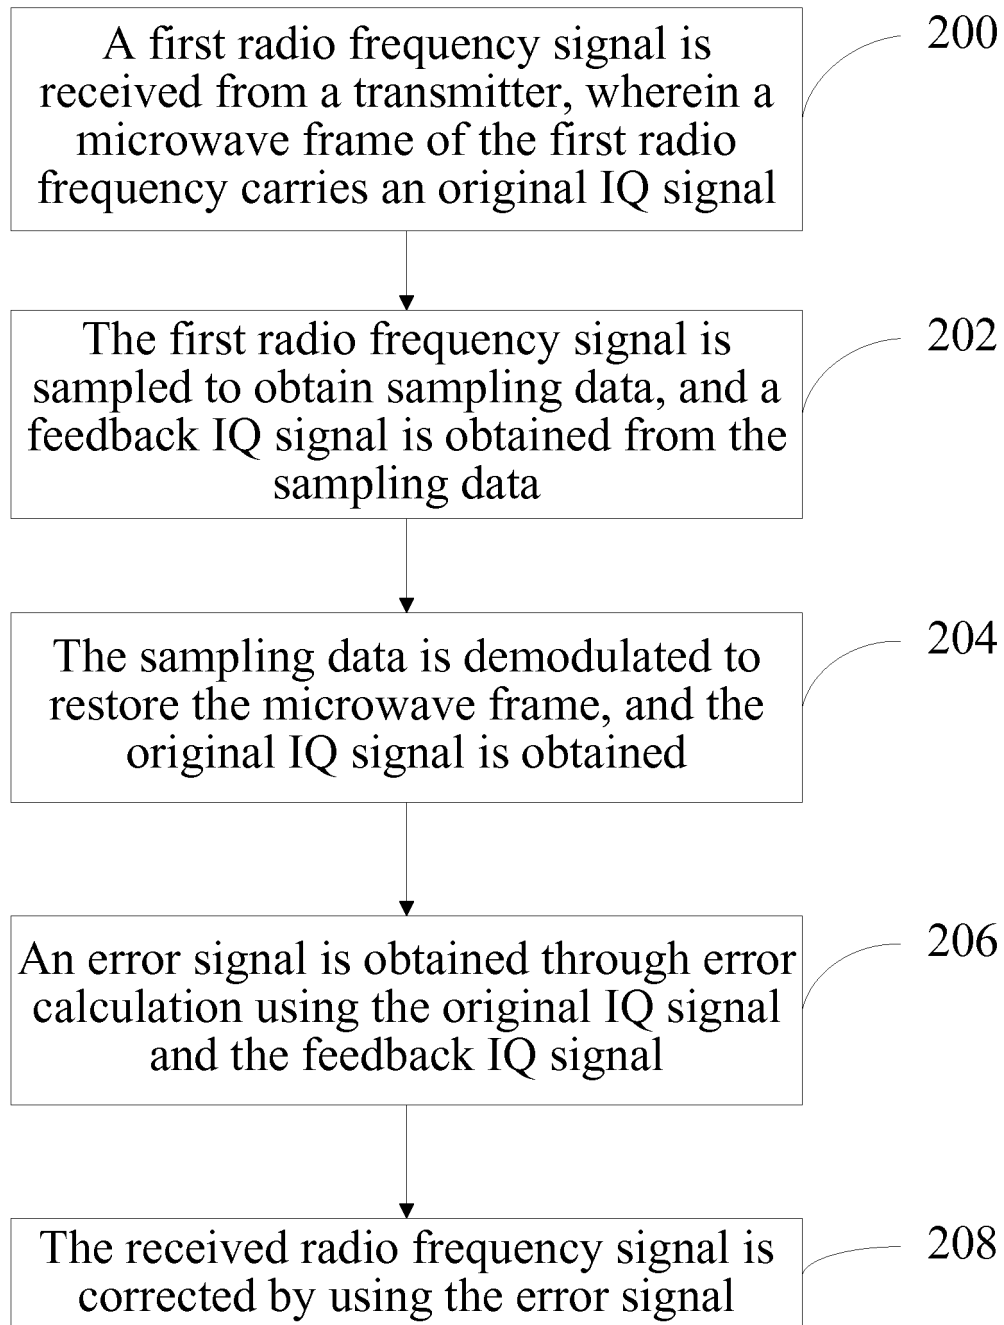 A first radio frequency signal is
received from a transmitter, wherein a
microwave frame of the first radio
frequency carries an original IQ signal
200
The first radio frequency signal is
sampled to obtain sampling data, and a
feedback IQ signal is obtained from the
sampling data
202
The sampling data is demodulated to
restore the microwave frame, and the
original IQ signal is obtained
204
An error signal is obtained through error
calculation using the original IQ signal
and the feedback IQ signal
206
The received radio frequency signal is
corrected by using the error signal
208